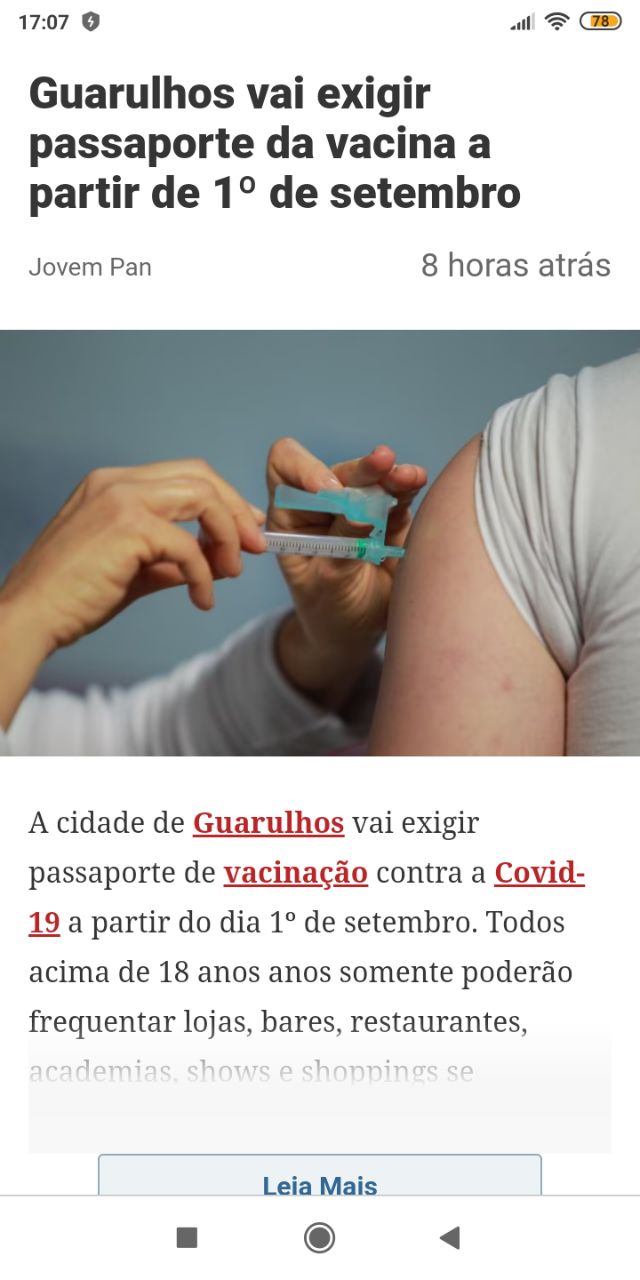 17:07
78
Guarulhos vai exigir
passaporte da vacina a
partir de 1º de setembro
Jovem Pan
8 horas atrás
A cidade de Guarulhos vai exigir
passaporte de vacinação contra a Covid-
19 a partir do dia 1º de setembro. Todos
acima de 18 anos anos somente poderão
frequentar lojas, bares, restaurantes,
academias, shows e shoppings se
Leia Mais